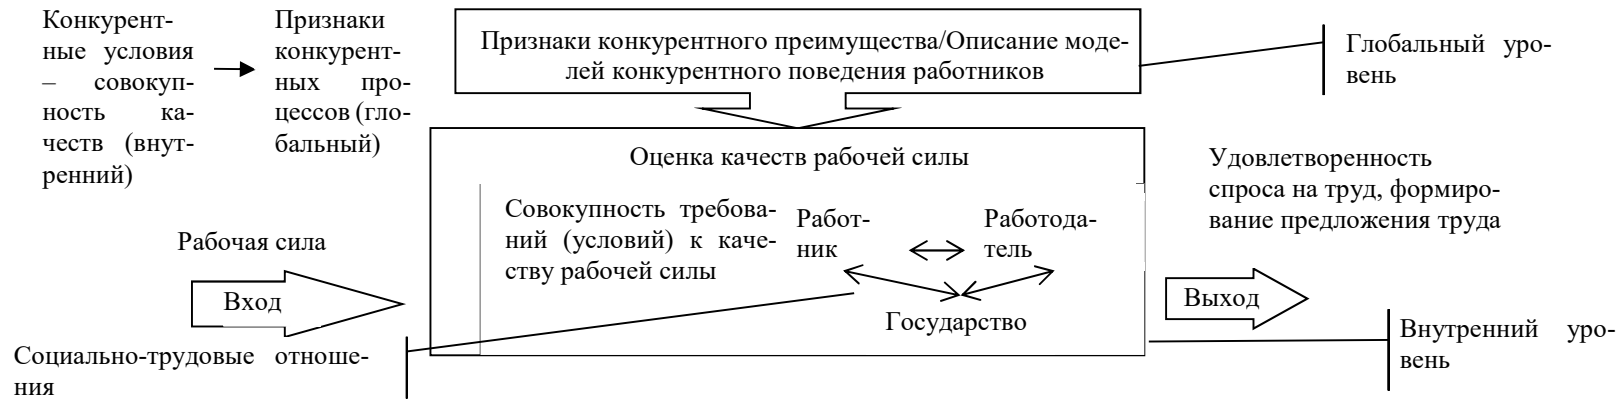 Конкурент-
ные условия
– совокуп-
ность ка-
честв (внут-
ренний)
Признаки
конкурент-
ных про-
цессов (гло-
бальный)
Признаки конкурентного преимущества/Описание моде-
лей конкурентного поведения работников
Глобальный уро-
вень
Оценка качеств рабочей силы
Совокупность требова-
ний (условий) к каче-
ству рабочей силы
Работ-
ник
Работода-
тель
Государство
Удовлетворенность
спроса на труд, формиро-
вание предложения труда
Рабочая сила
Вход
Выход
Социально-трудовые отноше-
ния
Внутренний уро-
вень